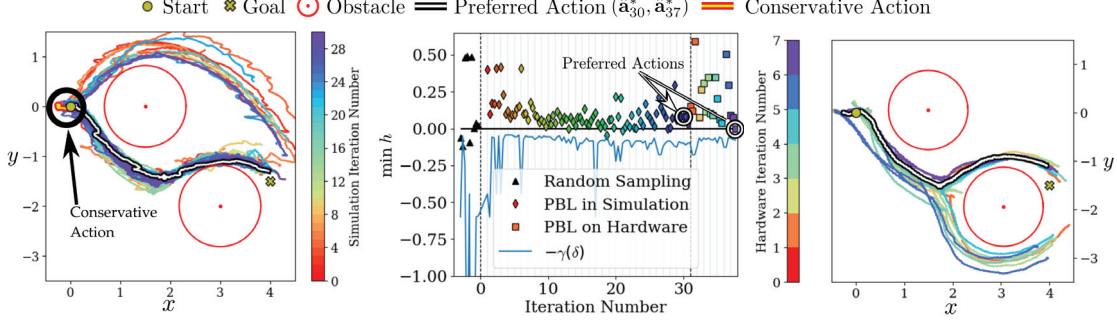 Start Goal Obstacle Preferred Action (ā*₃₀, ā*₃₇) Conservative Action
1
0
−1
−2
−3
y
0 1 2 3 4
x
Conservative
Action
28
24
20
16
12
8
4
0
Simulation Iteration Number
0.50
0.25
0.00
−0.25
−0.50
−0.75
−1.00
min h
Preferred Actions
Random Sampling
PBL in Simulation
PBL on Hardware
−γ(δ)
0 10 20 30
Iteration Number
7
6
5
4
3
2
1
0
Hardware Iteration Number
1
0
−1
−2
−3
y
0 1 2 3 4
x